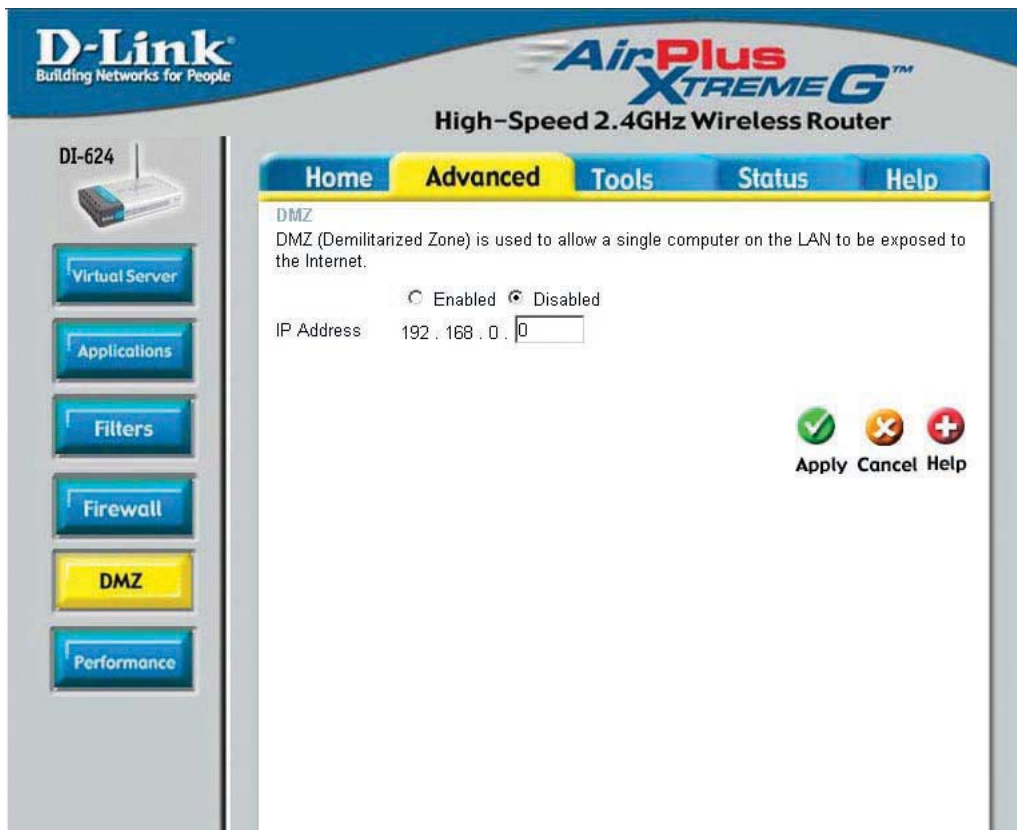 D-Link
Building Networks for People
AirPlus
XTREME G™
High-Speed 2.4GHz Wireless Router
DI-624
Home Advanced Tools Status Help
Virtual Server
Applications
Filters
Firewall
DMZ
Performance
DMZ
DMZ (Demilitarized Zone) is used to allow a single computer on the LAN to be exposed to
the Internet.
Enabled Disabled
IP Address 192 . 168 . 0 . 0
Apply Cancel Help